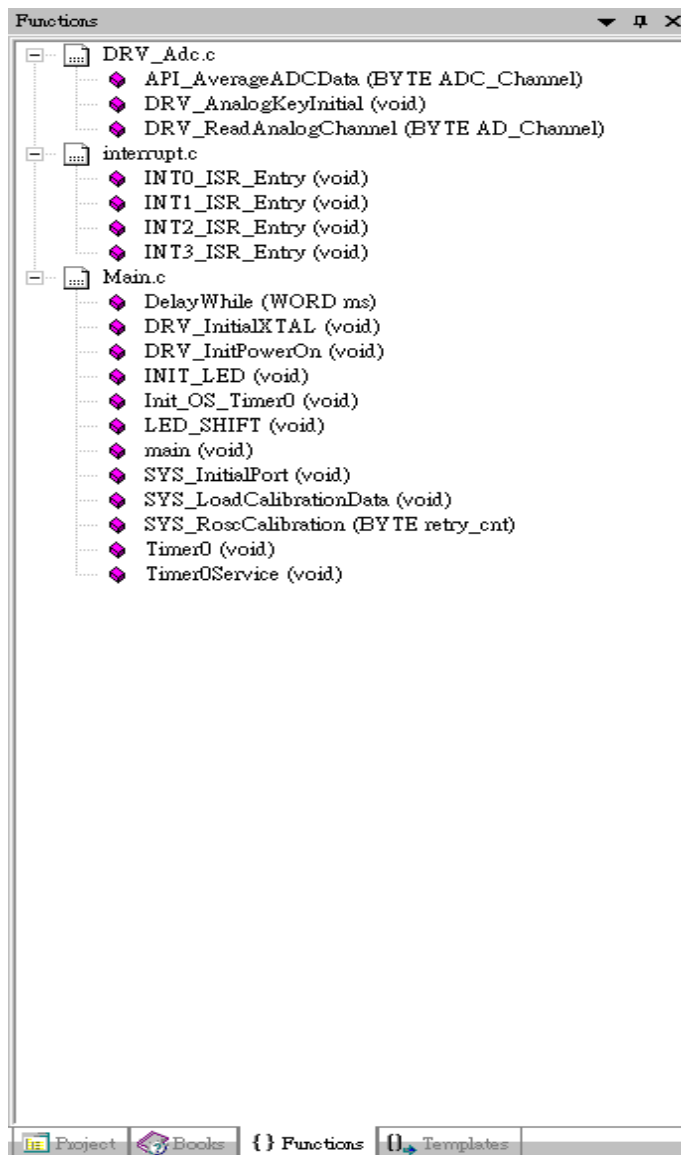 Functions
DRV_Adc.c
API_AverageADCData (BYTE ADC_Channel)
DRV_AnalogKeyInitial (void)
DRV_ReadAnalogChannel (BYTE AD_Channel)
interrupt.c
INT0_ISR_Entry (void)
INT1_ISR_Entry (void)
INT2_ISR_Entry (void)
INT3_ISR_Entry (void)
Main.c
DelayWhile (WORD ms)
DRV_InitialXTAL (void)
DRV_InitPowerOn (void)
INIT_LED (void)
Init_OS_Timer0 (void)
LED_SHIFT (void)
main (void)
SYS_InitialPort (void)
SYS_LoadCalibrationData (void)
SYS_RoscCalibration (BYTE retry_cnt)
Timer0 (void)
Timer0Service (void)
Project Books {} Functions Templates